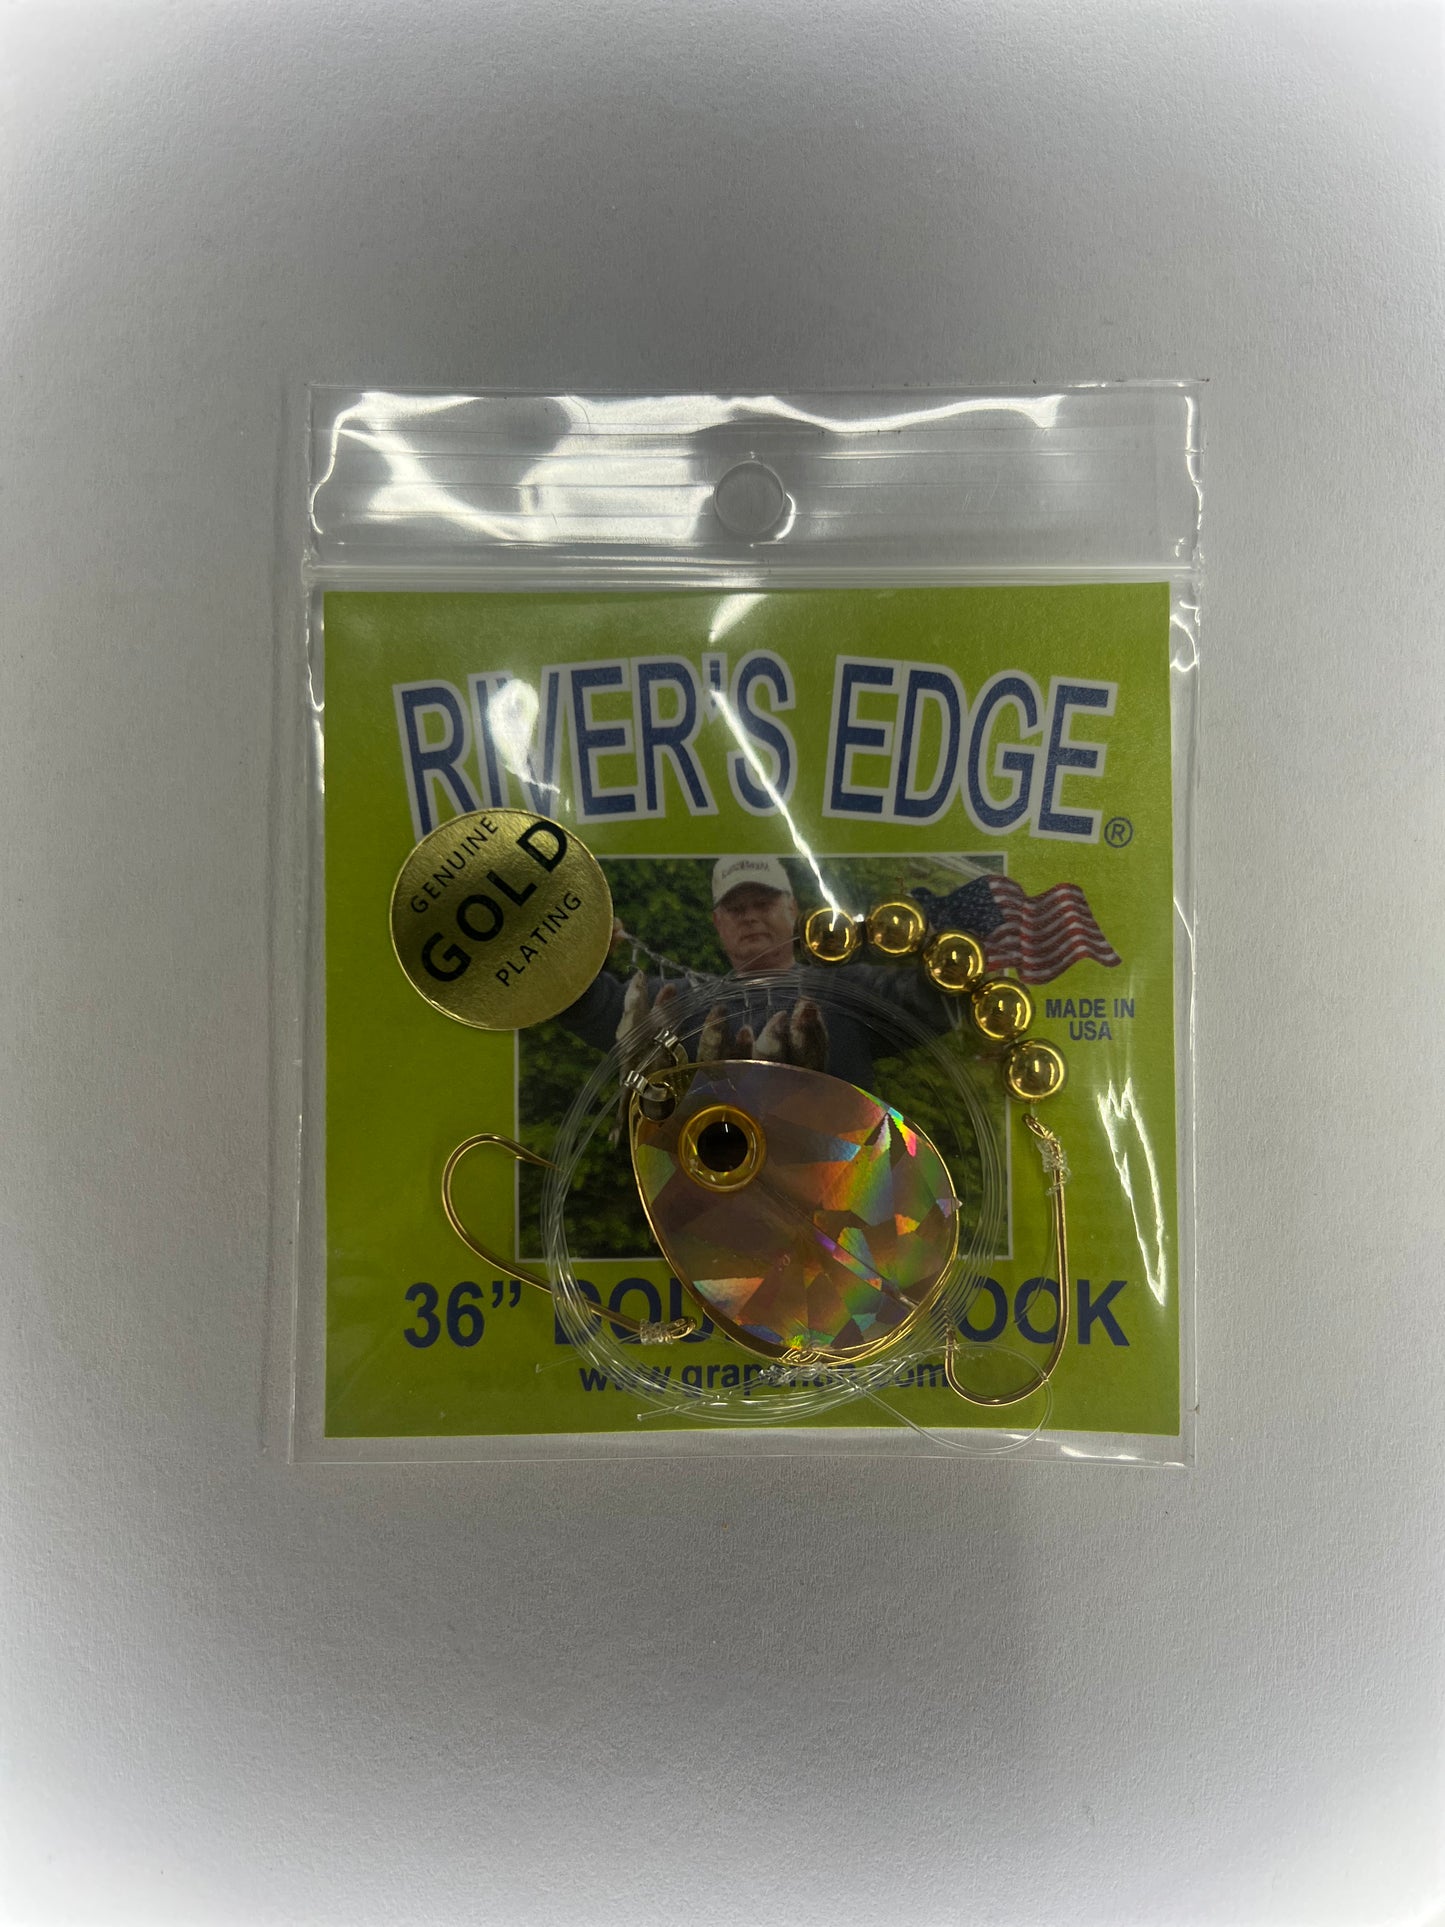 RIVER'S EDGE®
GENUINE
GOLD
PLATING
MADE IN
USA
36”